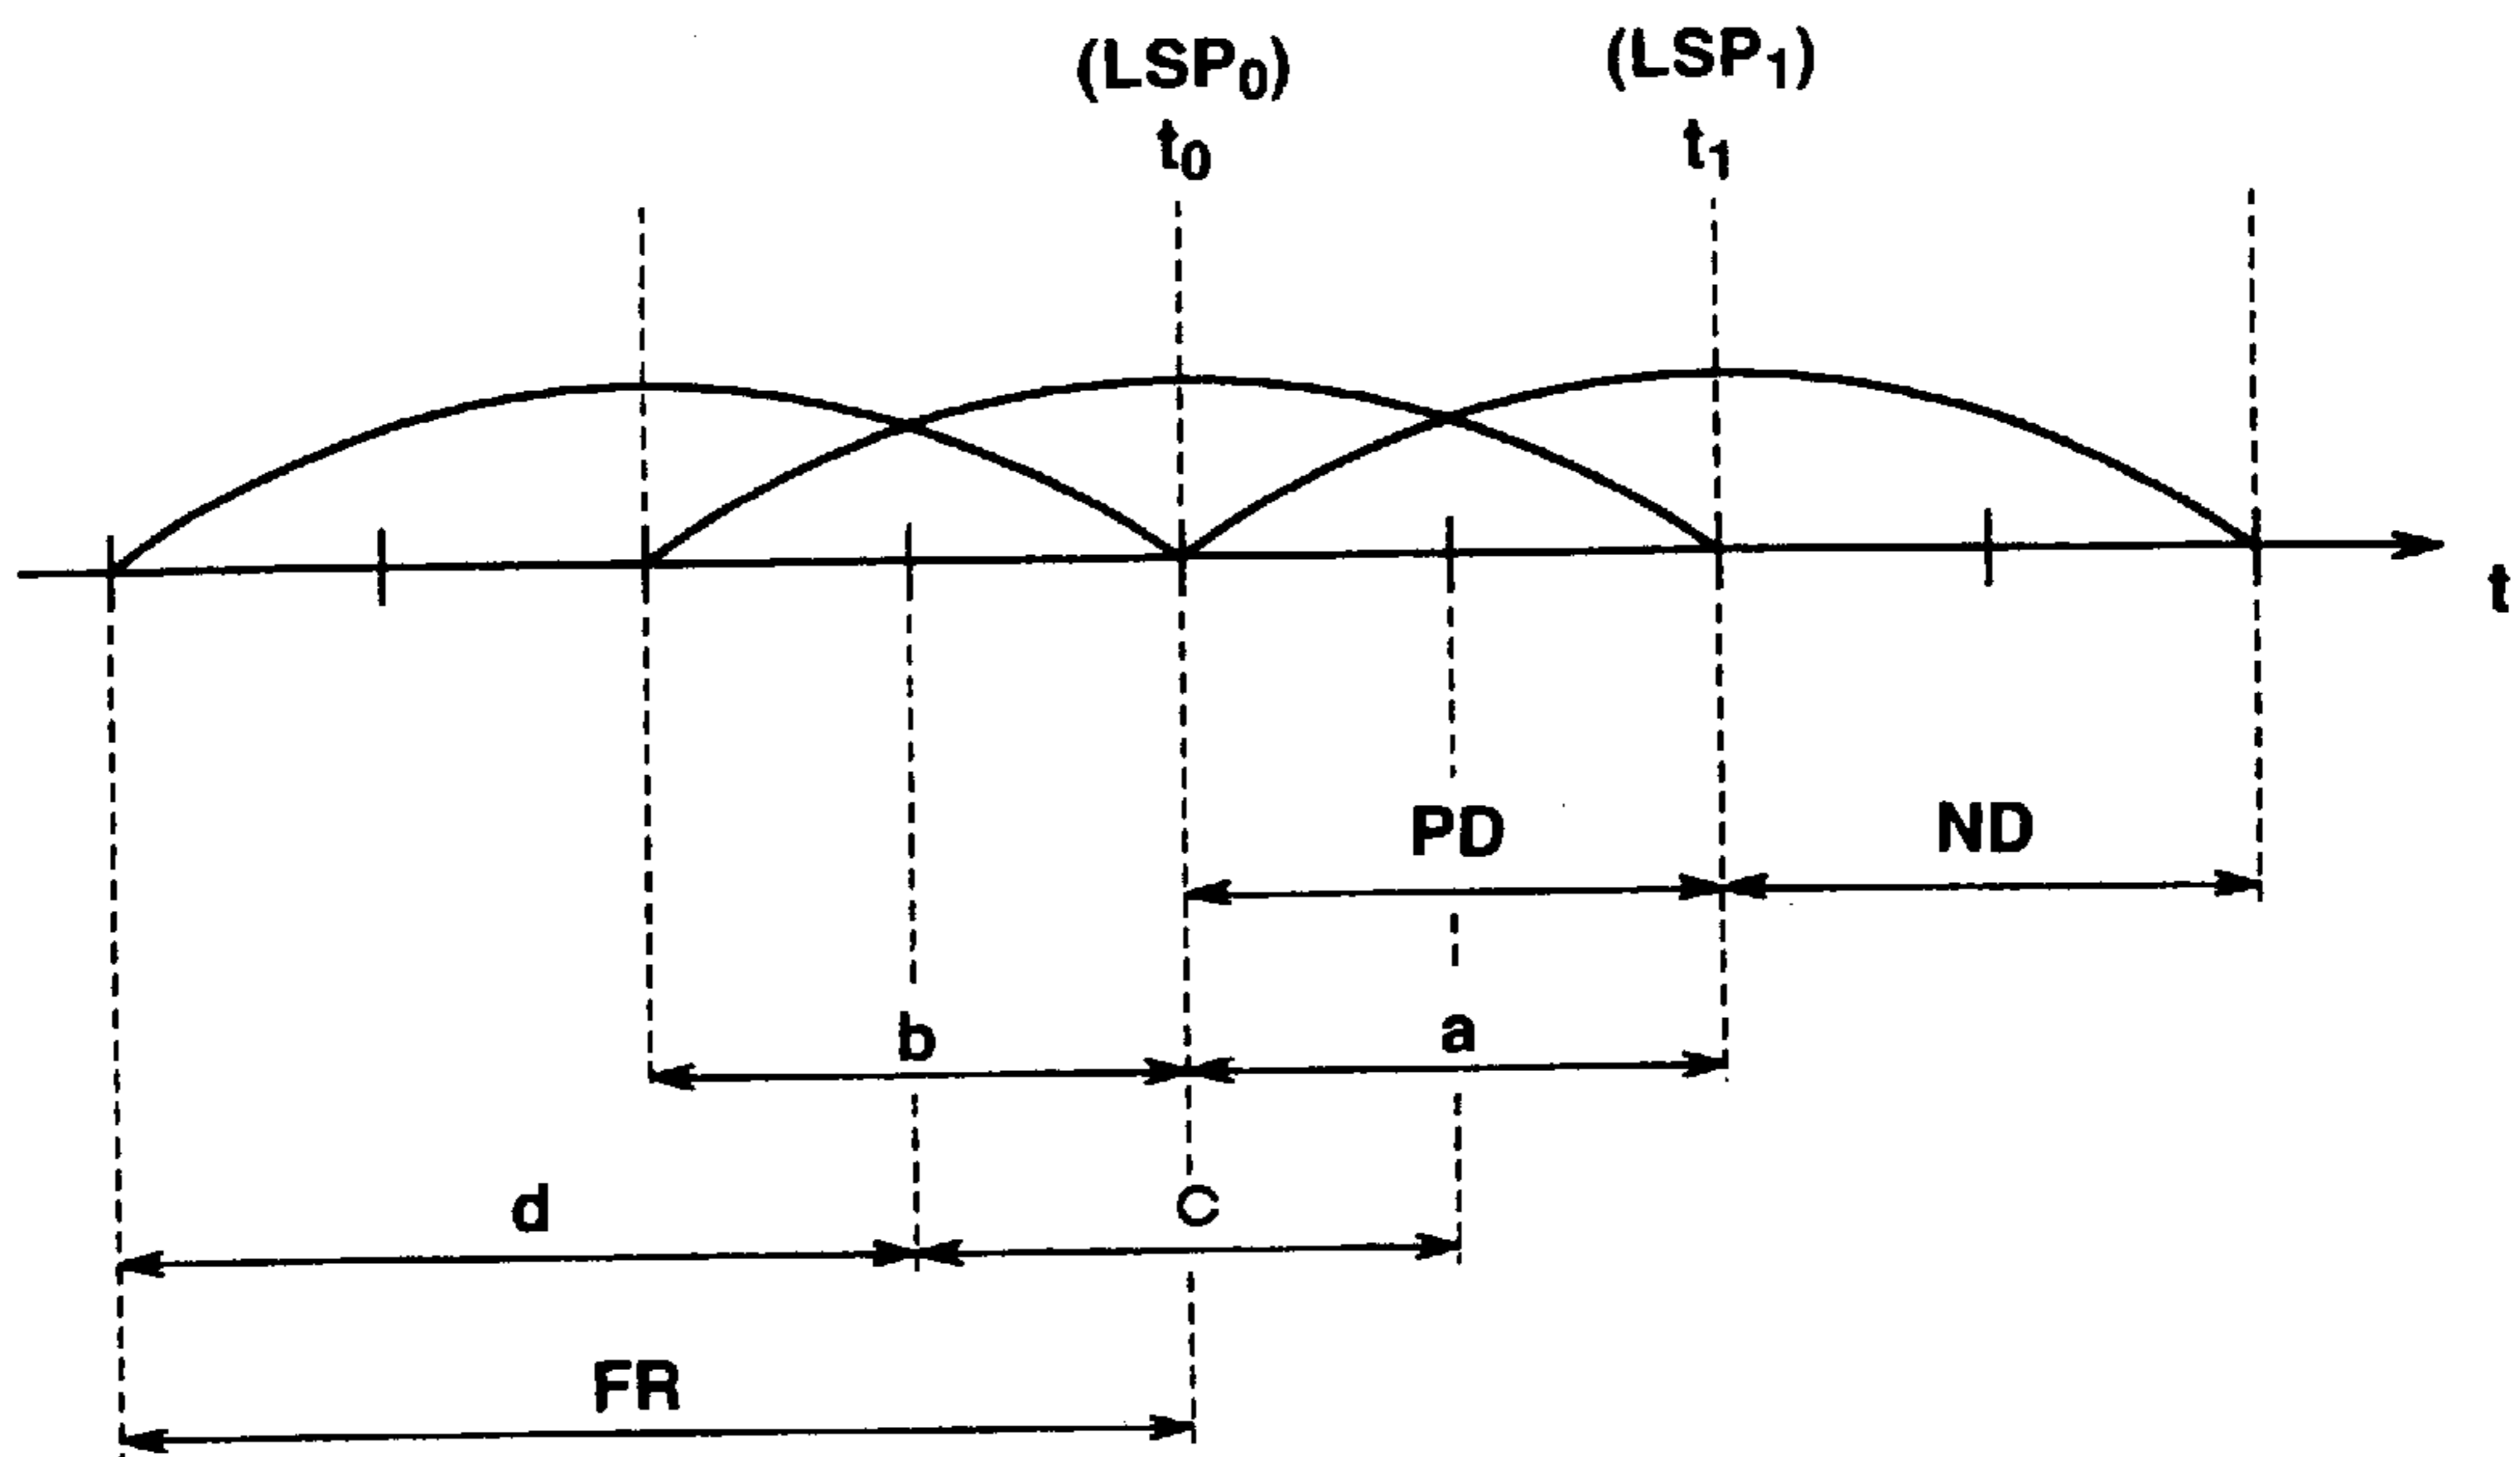 (LSP₀) (LSP₁)
t₀ t₁
t
PD ND
b a
d C
FR